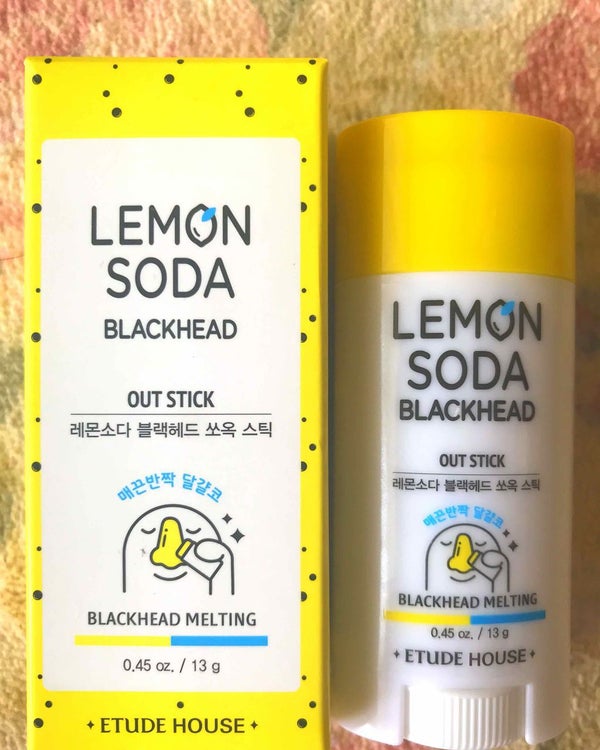 LEMON
SODA
BLACKHEAD
OUT STICK
레몬소다 블랙헤드 쏘옥 스틱
매끈반짝 달걀코
BLACKHEAD MELTING
0.45 oz. / 13 g
ETUDE HOUSE
LEMON
SODA
BLACKHEAD
OUT STICK
레몬소다 블랙헤드 쏘옥 스틱
매끈반짝 달걀코
BLACKHEAD MELTING
0.45 oz. / 13 g
ETUDE HOUSE